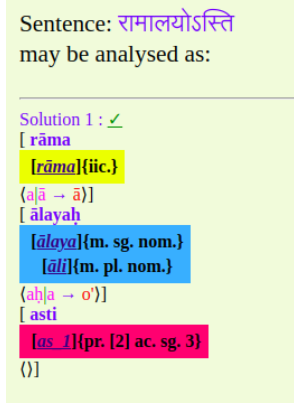 Sentence: रामालयोऽस्ति
may be analysed as:
Solution 1 : ✓
[ rāma
[rāma]{iic.}
⟨a|ā → ā⟩]
[ ālayaḥ
[ālaya]{m. sg. nom.}
[āli]{m. pl. nom.}
⟨aḥ|a → o'⟩]
[ asti
[as_1]{pr. [2] ac. sg. 3}
⟨⟩]